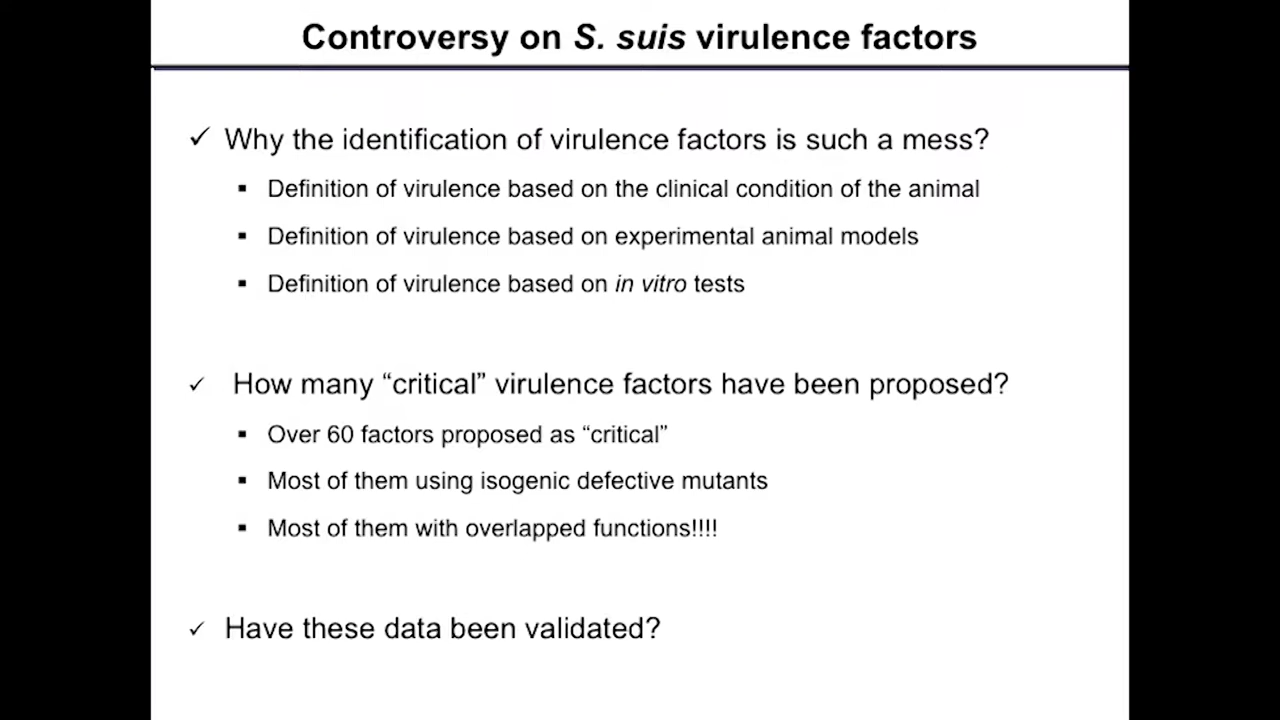 Controversy on S. suis virulence factors
✓ Why the identification of virulence factors is such a mess?
▪ Definition of virulence based on the clinical condition of the animal
▪ Definition of virulence based on experimental animal models
▪ Definition of virulence based on in vitro tests
✓ How many “critical” virulence factors have been proposed?
▪ Over 60 factors proposed as “critical”
▪ Most of them using isogenic defective mutants
▪ Most of them with overlapped functions!!!!
✓ Have these data been validated?